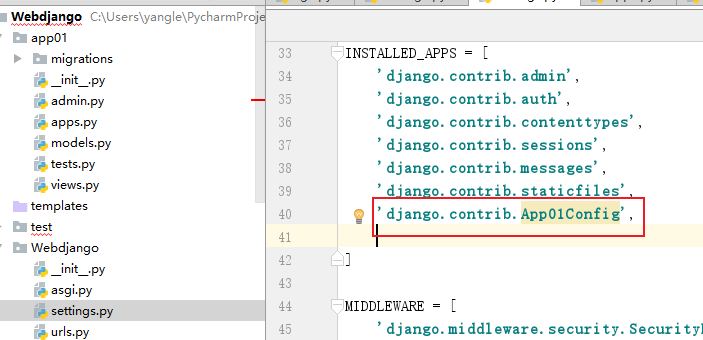 Webdjango C:\Users\yangle\PycharmProje
app01
migrations
__init__.py
admin.py
apps.py
models.py
tests.py
views.py
templates
test
Webdjango
__init__.py
asgi.py
settings.py
urls.py
33 INSTALLED_APPS = [
34 'django.contrib.admin',
35 'django.contrib.auth',
36 'django.contrib.contenttypes',
37 'django.contrib.sessions',
38 'django.contrib.messages',
39 'django.contrib.staticfiles',
40 'django.contrib.App01Config',
41
42 ]
43
44 MIDDLEWARE = [
45 'django.middleware.security.Security